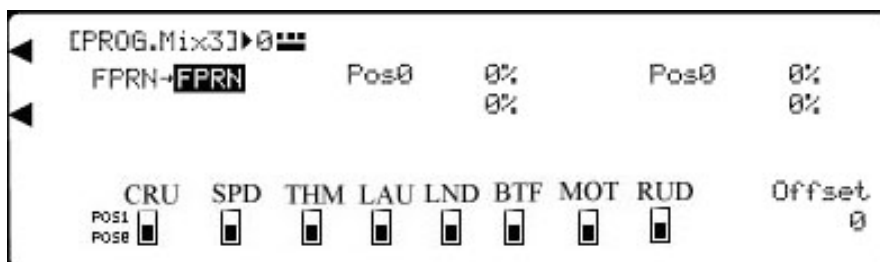 [PROG.Mix3]▶0
FPRN→FPRN Pos0 0% Pos0 0%
0% 0%
CRU SPD THM LAU LND BTF MOT RUD Offset
POS1
POS0 0